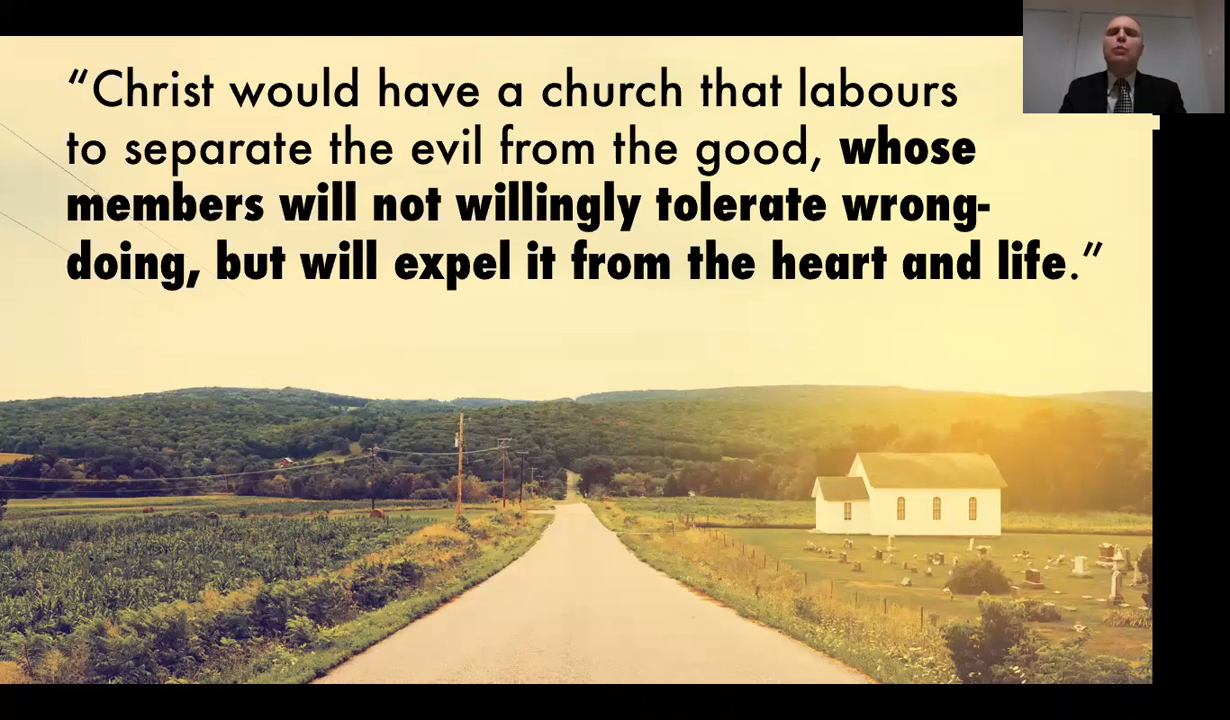 “Christ would have a church that labours
to separate the evil from the good, whose
members will not willingly tolerate wrong-
doing, but will expel it from the heart and life.”